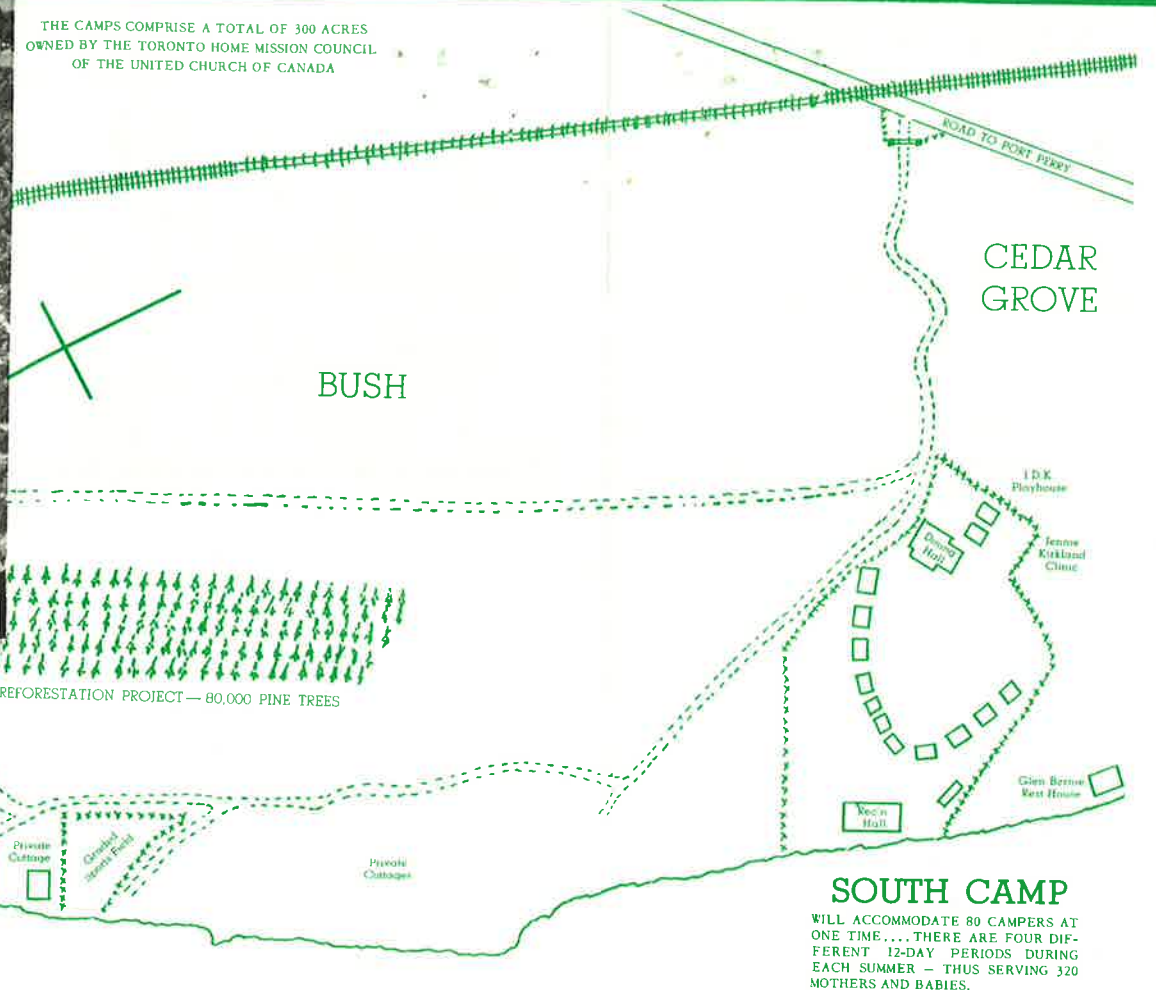 THE CAMPS COMPRISE A TOTAL OF 300 ACRES
OWNED BY THE TORONTO HOME MISSION COUNCIL
OF THE UNITED CHURCH OF CANADA
ROAD TO PORT PERRY
CEDAR
GROVE
BUSH
I.D.K.
Playhouse
Dining
Hall
Jennie
Kirkland
Clinic
REFORESTATION PROJECT — 80,000 PINE TREES
Glen Bernie
Rest House
Rec'n
Hall
Private
Cottage
Graded
Sports Field
Private
Cottages
SOUTH CAMP
WILL ACCOMMODATE 80 CAMPERS AT
ONE TIME.... THERE ARE FOUR DIF-
FERENT 12-DAY PERIODS DURING
EACH SUMMER — THUS SERVING 320
MOTHERS AND BABIES.